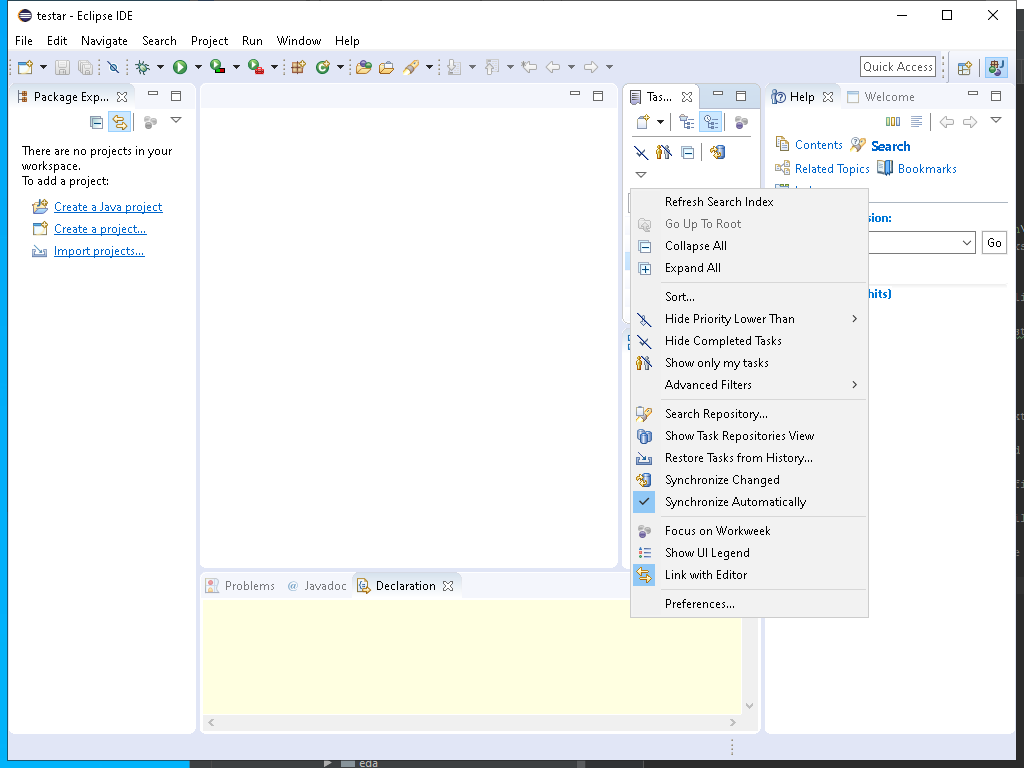 testar - Eclipse IDE
File Edit Navigate Search Project Run Window Help
Quick Access
Package Exp...
Tas...
Help
Welcome
There are no projects in your
workspace.
To add a project:
Create a Java project
Create a project...
Import projects...
Contents
Search
Related Topics
Bookmarks
sion:
Go
hits)
Refresh Search Index
Go Up To Root
Collapse All
Expand All
Sort...
Hide Priority Lower Than
Hide Completed Tasks
Show only my tasks
Advanced Filters
Search Repository...
Show Task Repositories View
Restore Tasks from History...
Synchronize Changed
Synchronize Automatically
Focus on Workweek
Show UI Legend
Link with Editor
Preferences...
Problems
@ Javadoc
Declaration
eda